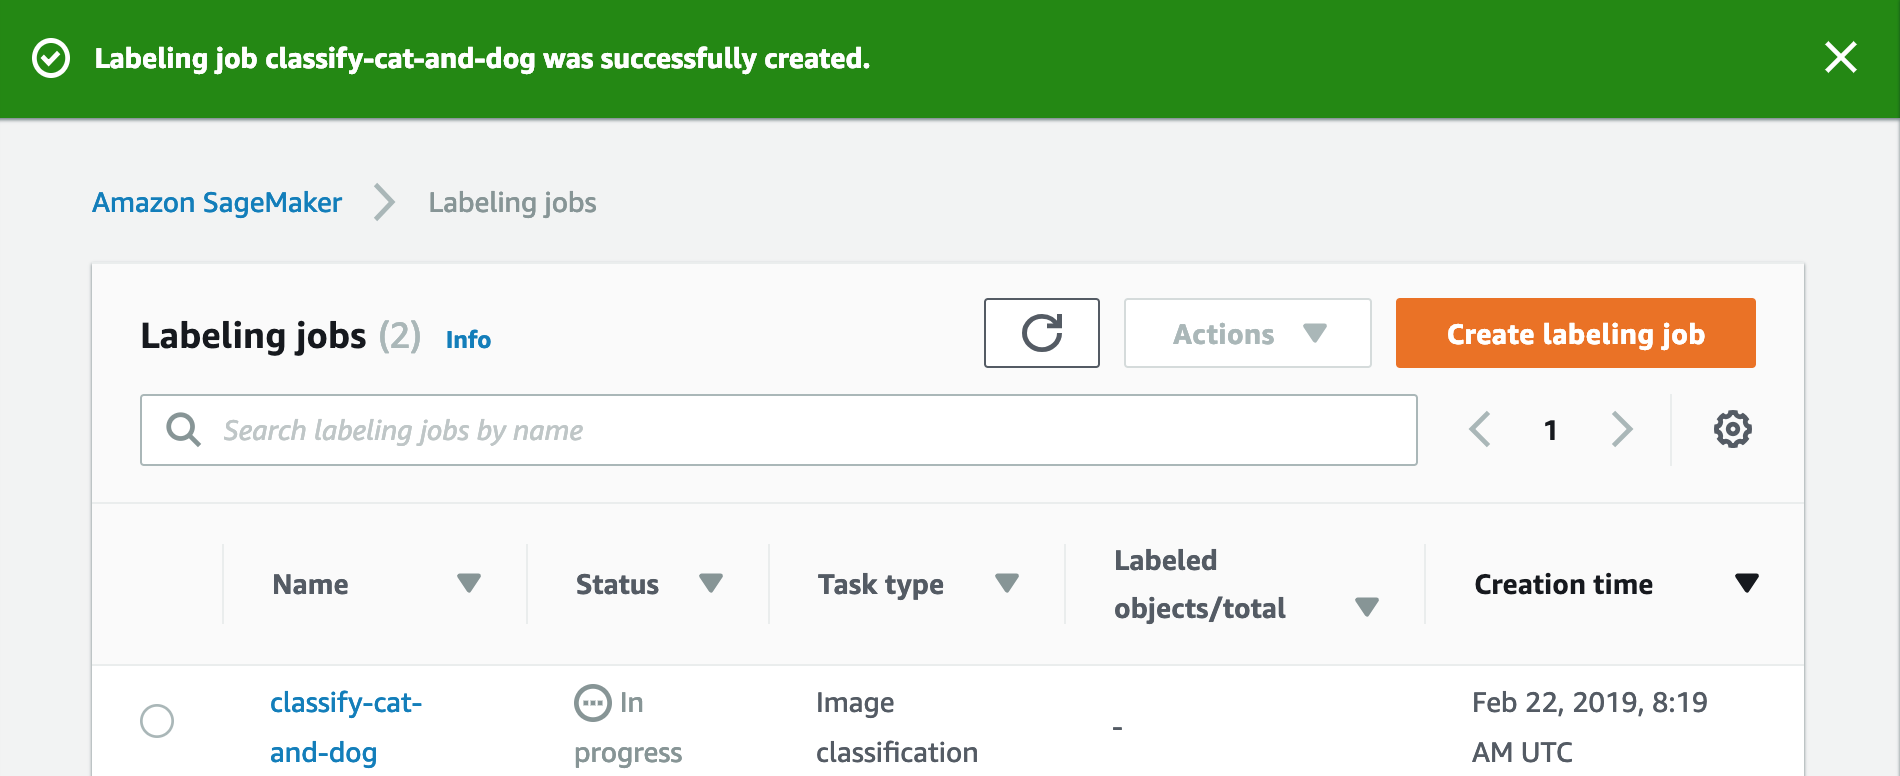 Labeling job classify-cat-and-dog was successfully created.
Amazon SageMaker Labeling jobs
Labeling jobs (2) Info Actions Create labeling job
Search labeling jobs by name 1
Name Status Task type Labeled objects/total Creation time
classify-cat- In Image Feb 22, 2019, 8:19
and-dog progress classification - AM UTC